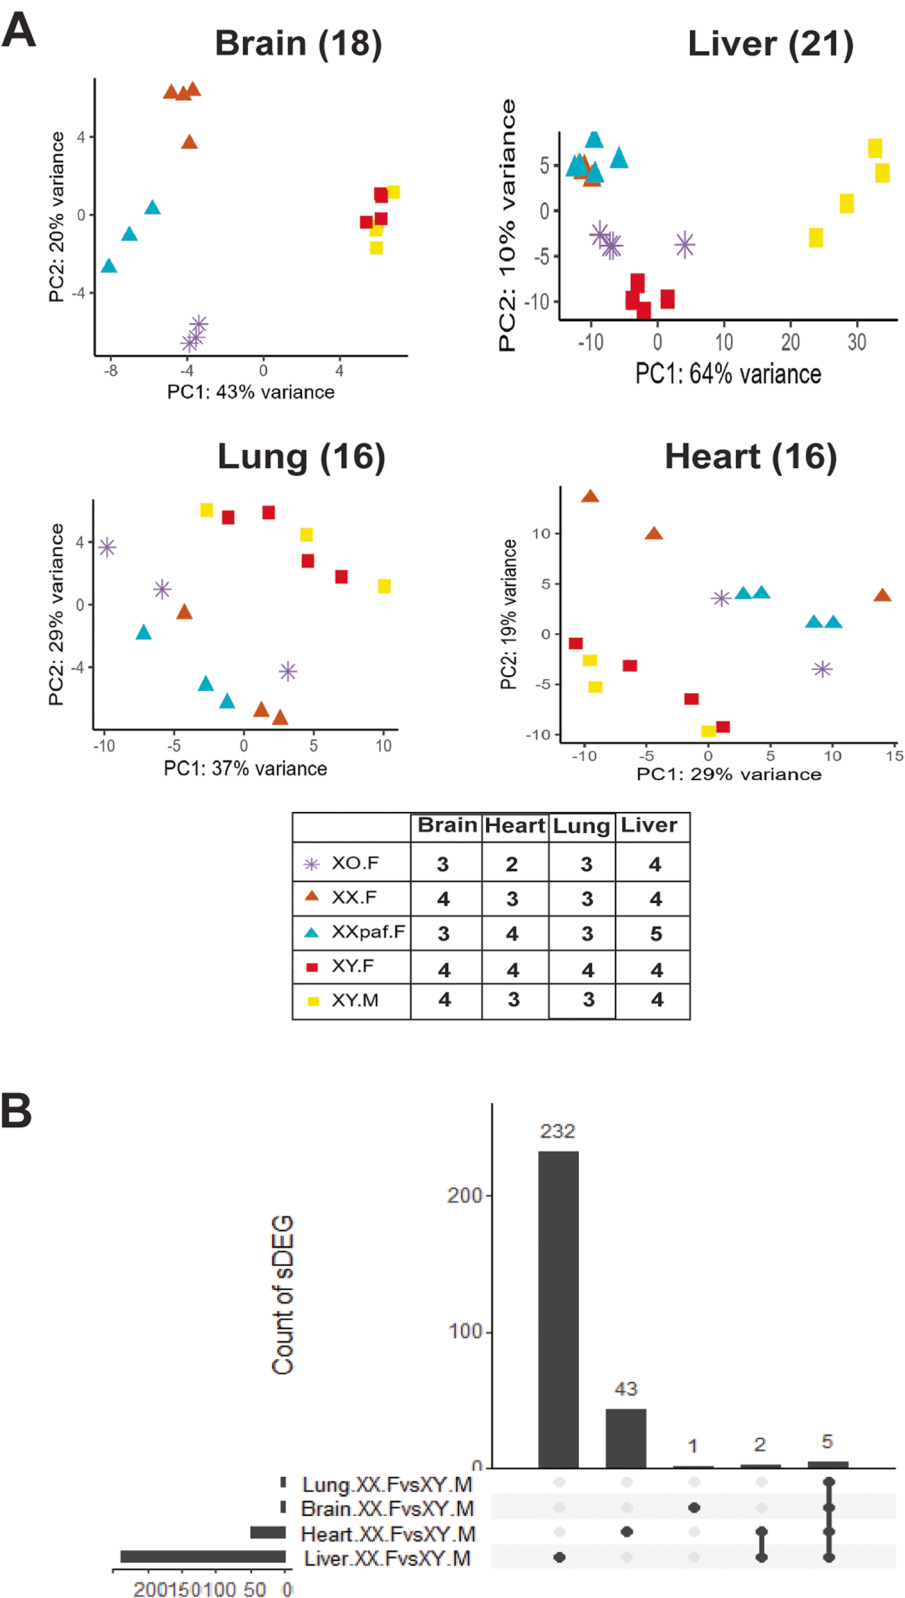 A
Brain (18)
PC2: 20% variance
4
0
-4
-8
-4
0
4
PC1: 43% variance
Liver (21)
PC2: 10% variance
5
0
-5
-10
-10
0
10
20
30
PC1: 64% variance
Lung (16)
PC2: 29% variance
4
0
-4
-10
-5
0
5
10
PC1: 37% variance
Heart (16)
PC2: 19% variance
10
5
0
-5
-10
-10
-5
0
5
10
15
PC1: 29% variance
Brain Heart Lung Liver
XO.F 3 2 3 4
XX.F 4 3 3 4
XXpaf.F 3 4 3 5
XY.F 4 4 4 4
XY.M 4 3 3 4
B
Count of sDEG
200
100
0
232
43
1
2
5
Lung.XX.FvsXY.M
Brain.XX.FvsXY.M
Heart.XX.FvsXY.M
Liver.XX.FvsXY.M
200 150 100 50 0